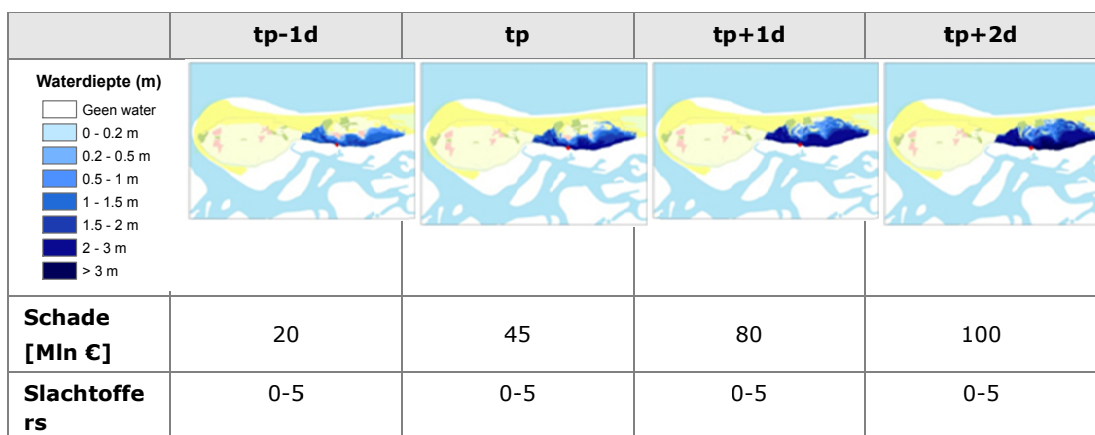 tp-1d tp tp+1d tp+2d
Waterdiepte (m)
Geen water
0 - 0.2 m
0.2 - 0.5 m
0.5 - 1 m
1 - 1.5 m
1.5 - 2 m
2 - 3 m
> 3 m
Schade
[Mln €] 20 45 80 100
Slachtoffe 0-5 0-5 0-5 0-5
rs